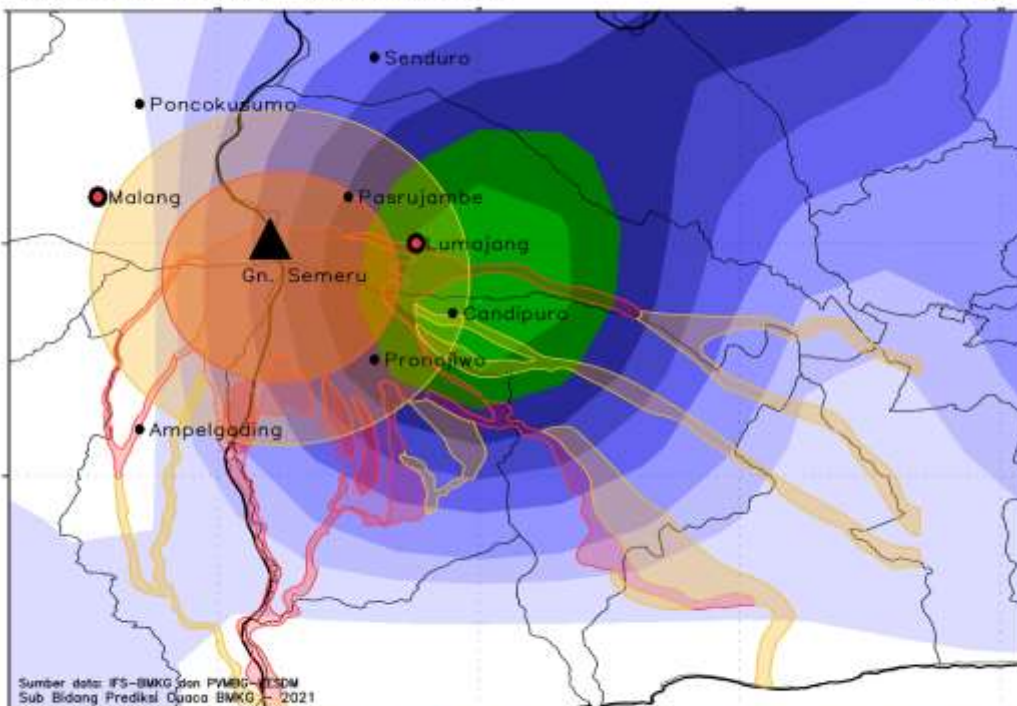 Senduro
Poncokusumo
Malang
Pasrujambe
Lumajang
Gn. Semeru
Candipuro
Pronojiwo
Ampelgading
Sumber data: IFS-BMKG dan PVMBG-ESDM
Sub Bidang Prediksi Cuaca BMKG - 2021